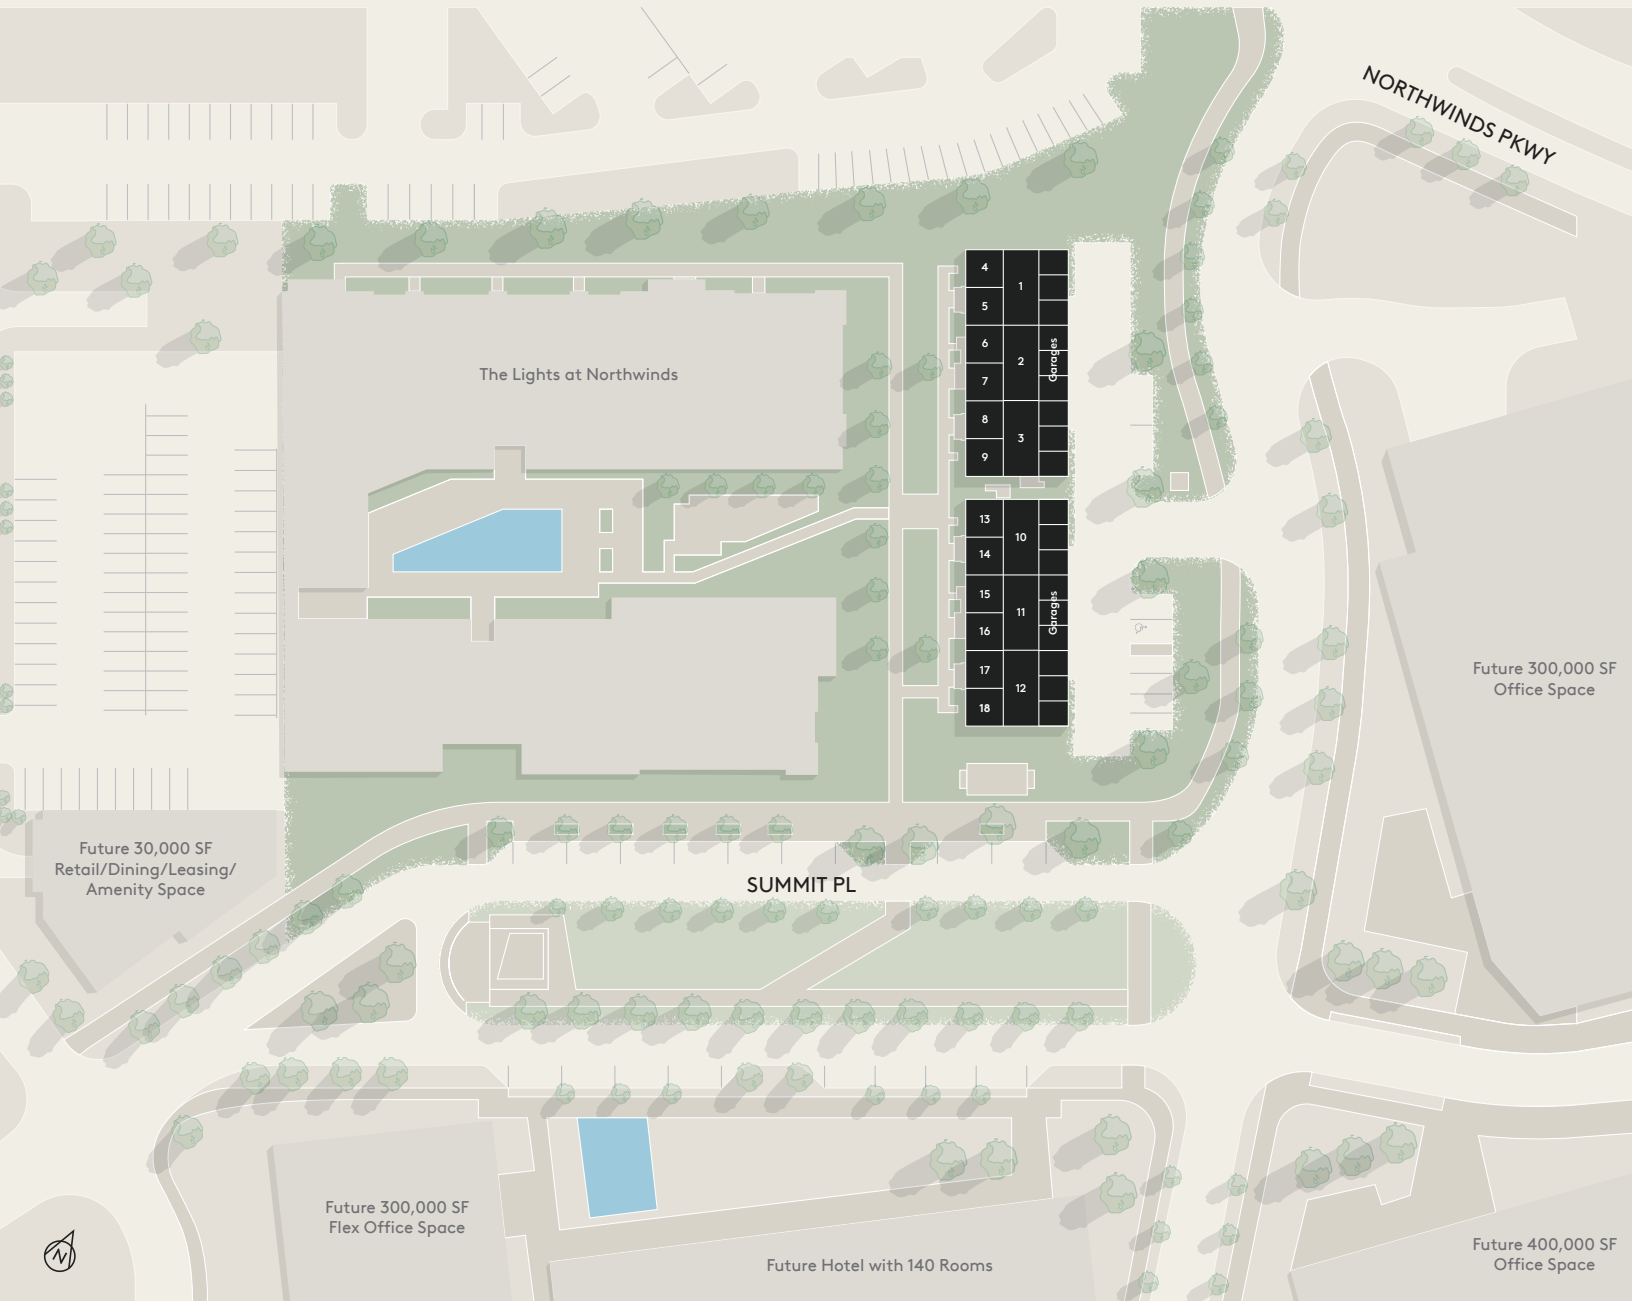 NORTHWINDS PKWY
4
1
5
6
2
Garages
7
8
3
9
The Lights at Northwinds
13
10
14
15
11
Garages
16
17
12
18
Future 300,000 SF
Office Space
Future 30,000 SF
Retail/Dining/Leasing/
Amenity Space
SUMMIT PL
Future 300,000 SF
Flex Office Space
Future Hotel with 140 Rooms
Future 400,000 SF
Office Space
N